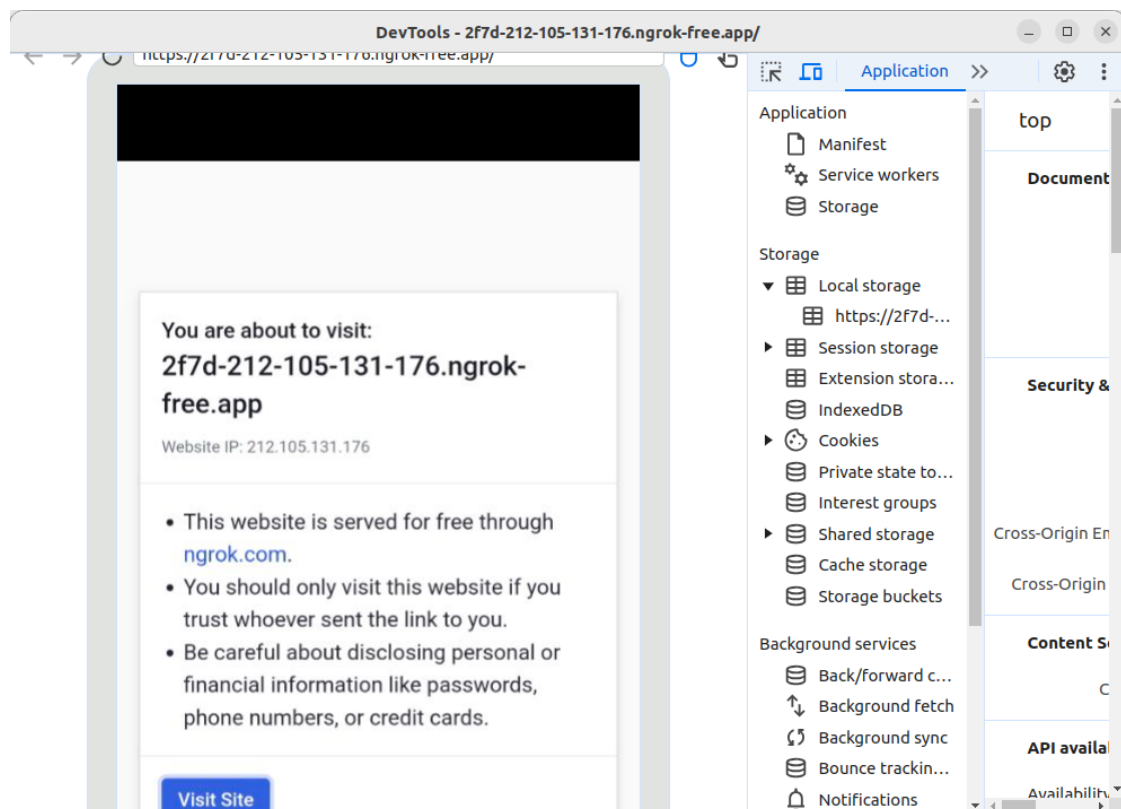 DevTools - 2f7d-212-105-131-176.ngrok-free.app/
https://2f7d-212-105-131-176.ngrok-free.app/
You are about to visit:
2f7d-212-105-131-176.ngrok-
free.app
Website IP: 212.105.131.176
• This website is served for free through
ngrok.com.
• You should only visit this website if you
trust whoever sent the link to you.
• Be careful about disclosing personal or
financial information like passwords,
phone numbers, or credit cards.
Visit Site
Application
Application
Manifest
Service workers
Storage
Storage
Local storage
https://2f7d-...
Session storage
Extension stora...
IndexedDB
Cookies
Private state to...
Interest groups
Shared storage
Cache storage
Storage buckets
Background services
Back/forward c...
Background fetch
Background sync
Bounce trackin...
Notifications
top
Document
Security &
Cross-Origin Em
Cross-Origin
Content Se
C
API availa
Availability